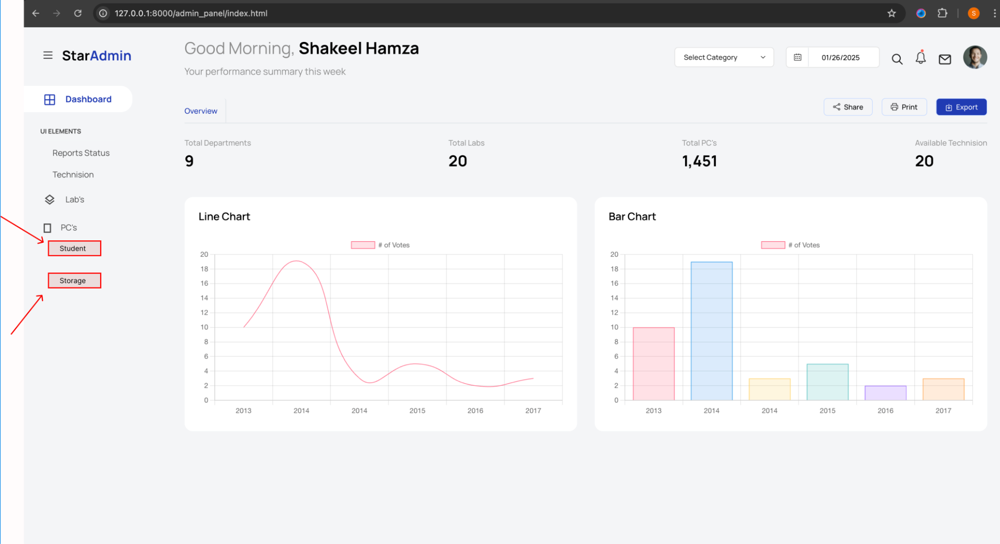 127.0.0.1:8000/admin_panel/index.html
S
StarAdmin
Good Morning, Shakeel Hamza
Your performance summary this week
Select Category
01/26/2025
Dashboard
UI ELEMENTS
Reports Status
Technision
Lab's
PC's
Student
Storage
Overview
Share
Print
Export
Total Departments
9
Total Labs
20
Total PC's
1,451
Available Technision
20
Line Chart
# of Votes
20
18
16
14
12
10
8
6
4
2
0
2013 2014 2014 2015 2016 2017
Bar Chart
# of Votes
20
18
16
14
12
10
8
6
4
2
0
2013 2014 2014 2015 2016 2017